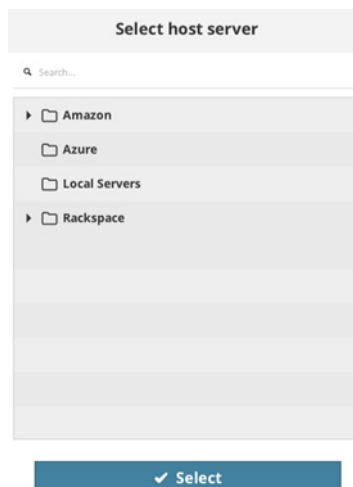 Select host server
Search...
Amazon
Azure
Local Servers
Rackspace
Select